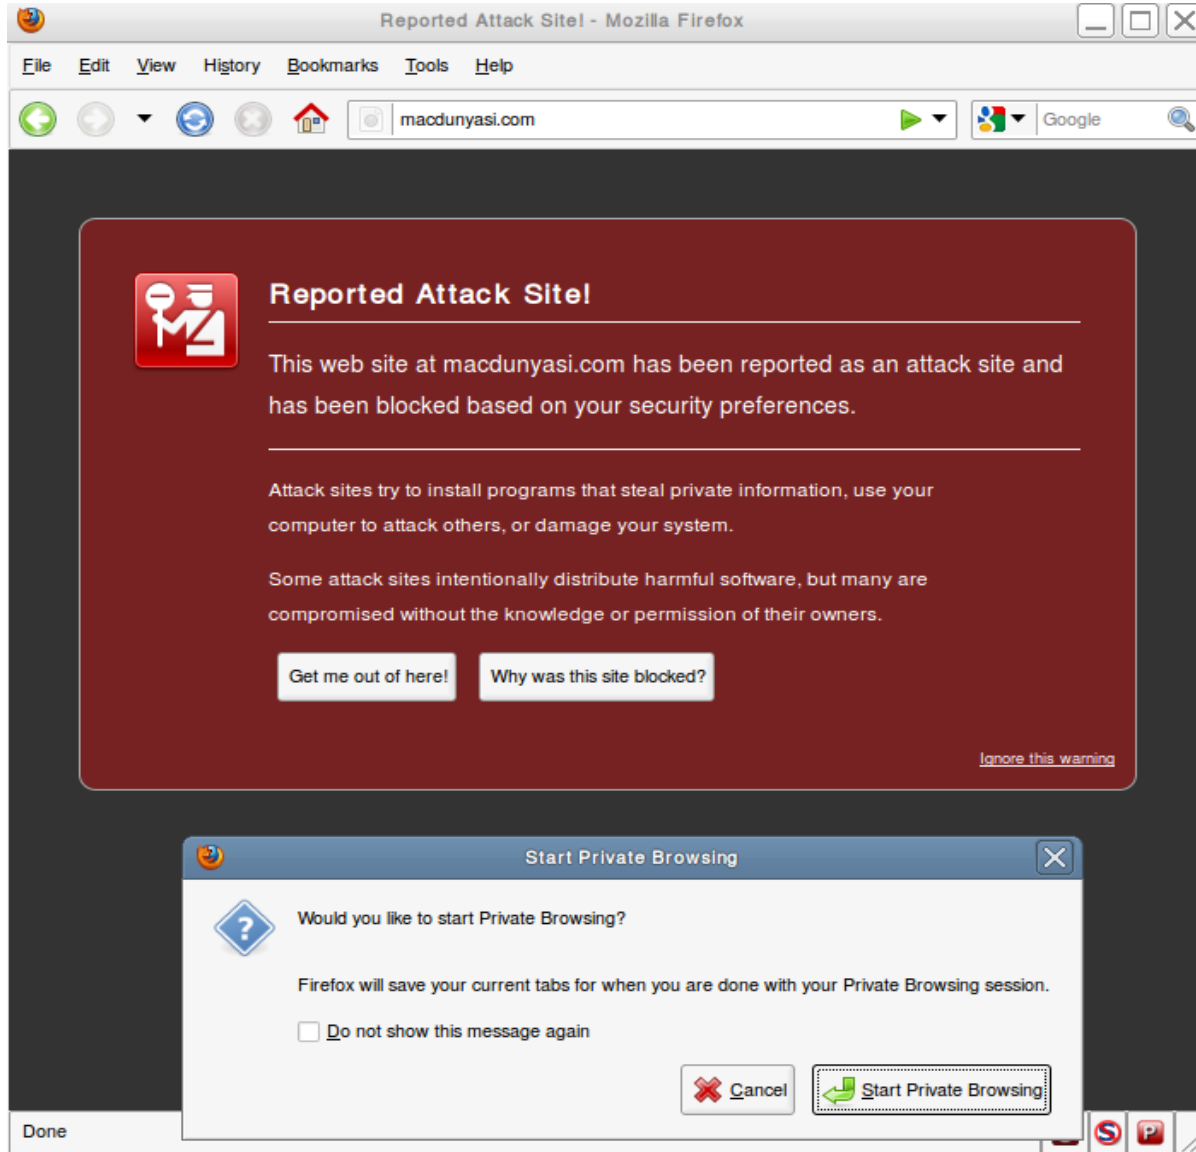 Reported Attack Site! - Mozilla Firefox
File Edit View History Bookmarks Tools Help
macdunyasi.com Google
Reported Attack Site!
This web site at macdunyasi.com has been reported as an attack site and
has been blocked based on your security preferences.
Attack sites try to install programs that steal private information, use your
computer to attack others, or damage your system.
Some attack sites intentionally distribute harmful software, but many are
compromised without the knowledge or permission of their owners.
Get me out of here! Why was this site blocked?
Ignore this warning
Start Private Browsing
Would you like to start Private Browsing?
Firefox will save your current tabs for when you are done with your Private Browsing session.
Do not show this message again
Cancel Start Private Browsing
Done